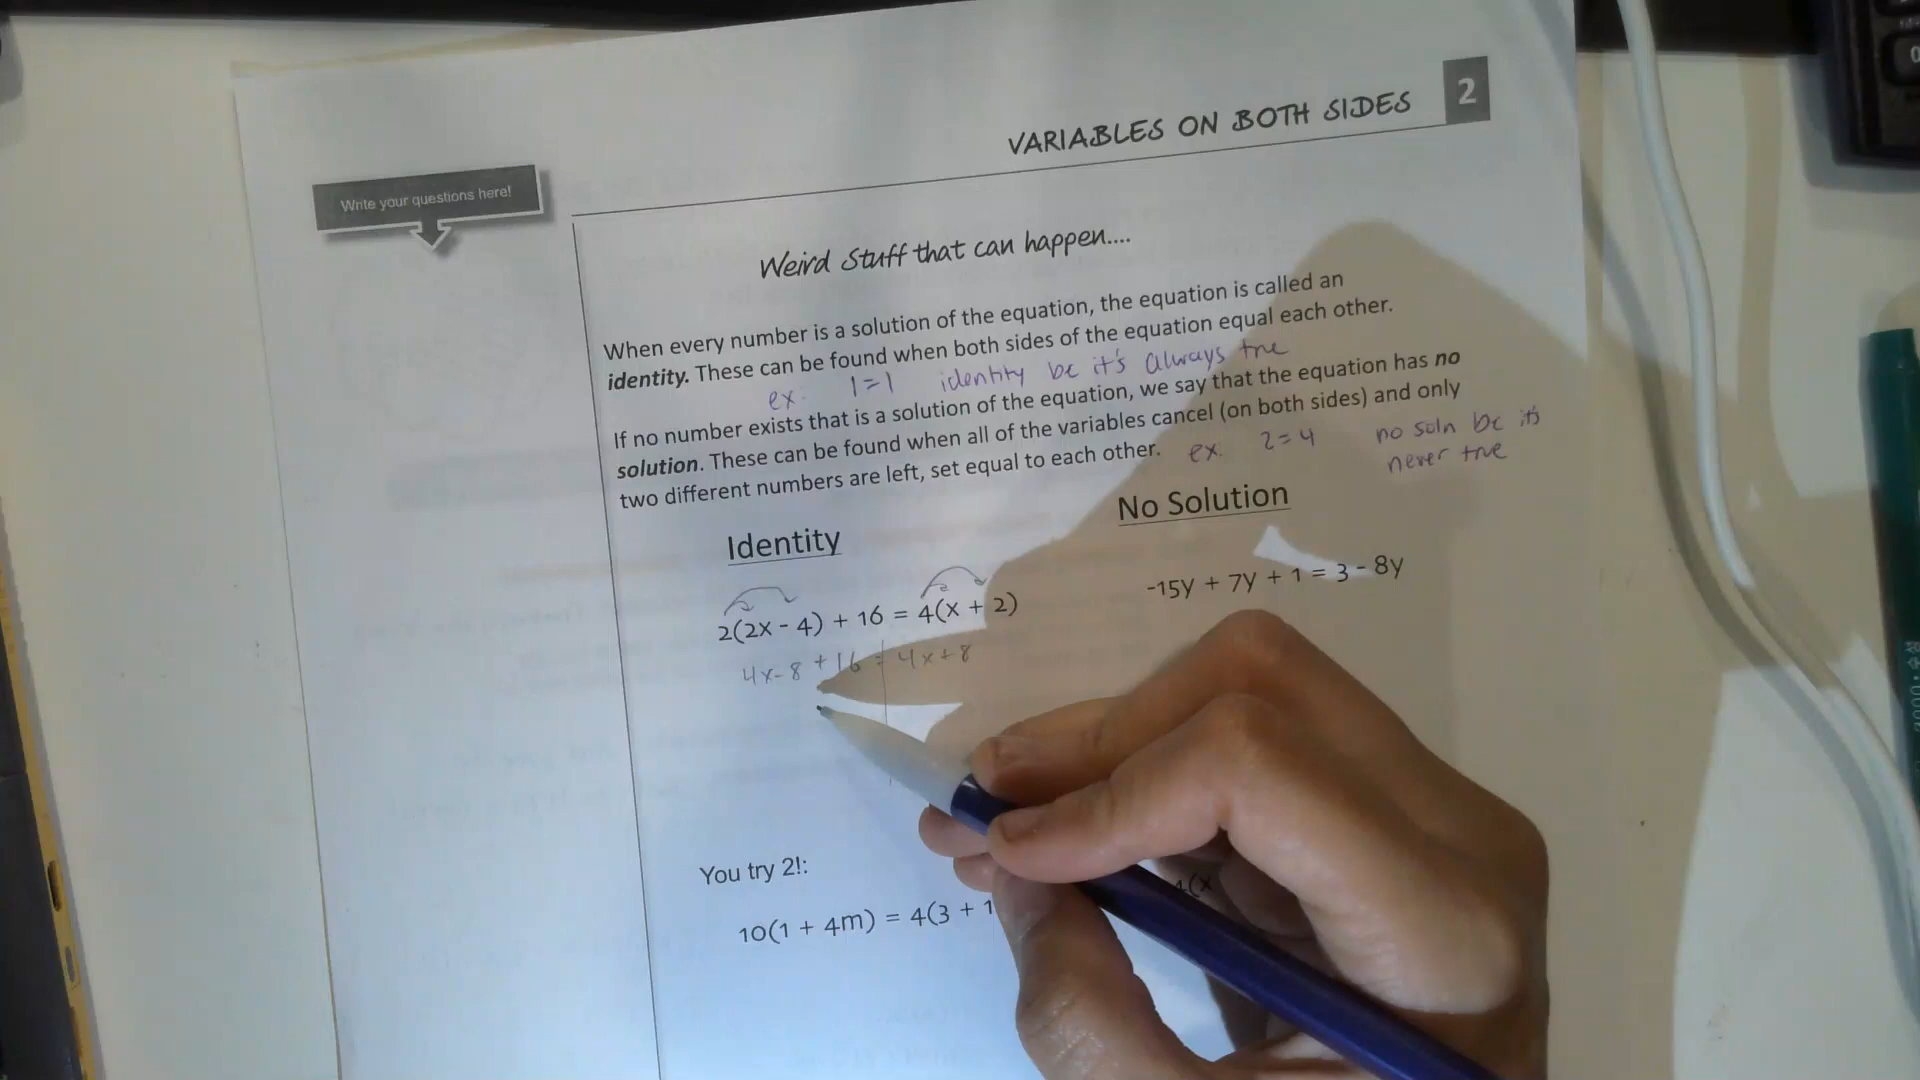 VARIABLES ON BOTH SIDES 2
Write your questions here!
Weird Stuff that can happen....
When every number is a solution of the equation, the equation is called an
identity. These can be found when both sides of the equation equal each other.
ex: 1=1 identity bc it's always true
If no number exists that is a solution of the equation, we say that the equation has no
solution. These can be found when all of the variables cancel (on both sides) and only
two different numbers are left, set equal to each other. ex. 2=4 no soln bc it's
never true
Identity
No Solution
2(2x - 4) + 16 = 4(x + 2)
-15y + 7y + 1 = 3 - 8y
4x-8 +16 = 4x+8
You try 2!:
10(1 + 4m) = 4(3 + 1
4(x